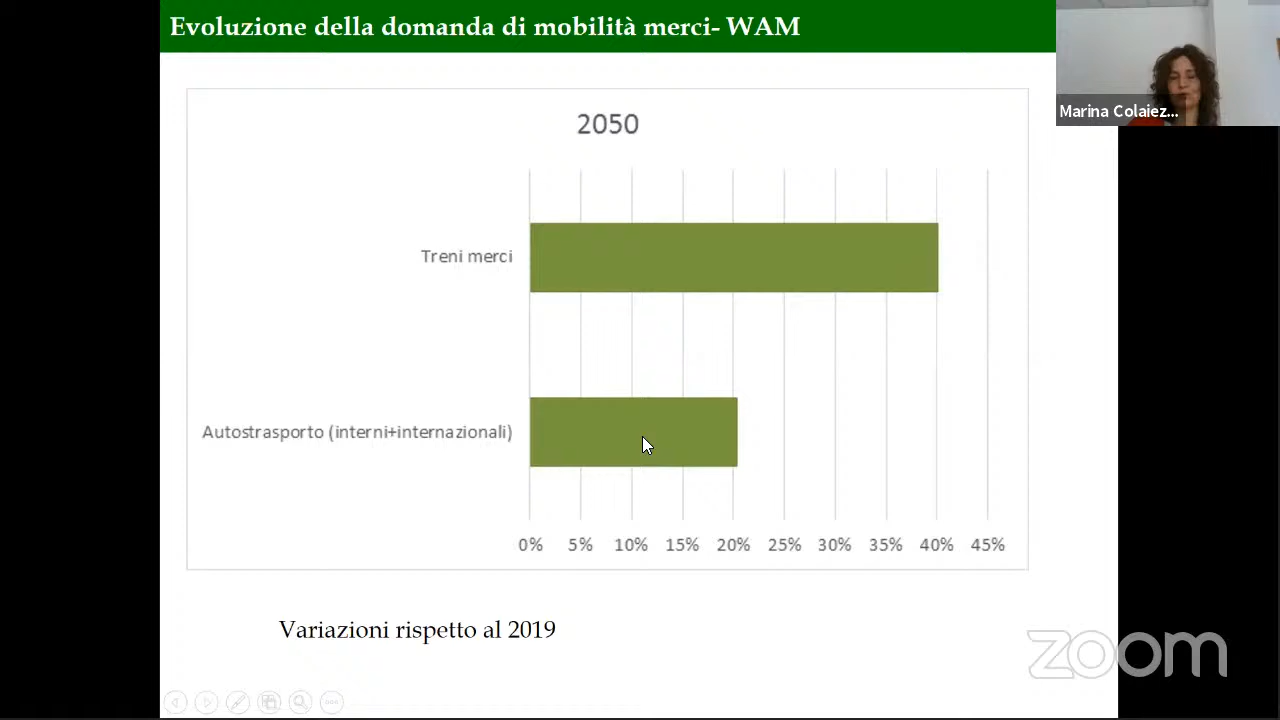 Evoluzione della domanda di mobilità merci- WAM
Marina Colaiez...
2050
Treni merci
Autostrasporto (interni+internazionali)
0% 5% 10% 15% 20% 25% 30% 35% 40% 45%
Variazioni rispetto al 2019
zoom